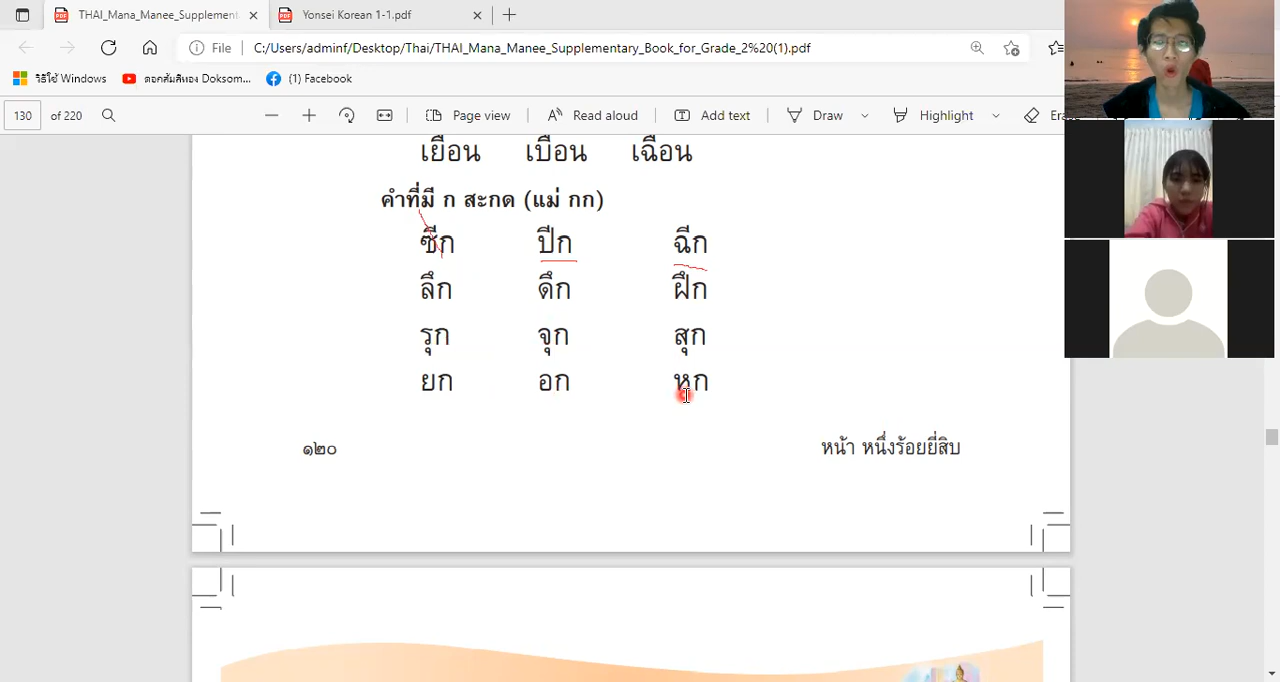 THAI_Mana_Manee_Supplementa
Yonsei Korean 1-1.pdf
File C:/Users/adminf/Desktop/Thai/THAI_Mana_Manee_Supplementary_Book_for_Grade_2%20(1).pdf
วิธีใช้ Windows ดอกส้มสีทอง Doksom... (1) Facebook
130 of 220 Page view Read aloud Add text Draw Highlight Era
เยือน เบือน เฉือน
คำที่มี ก สะกด (แม่ กก)
ซีก ปีก ฉีก
ลึก ดึก ฝึก
รุก จุก สุก
ยก อก หก
๑๒๐ หน้า หนึ่งร้อยยี่สิบ